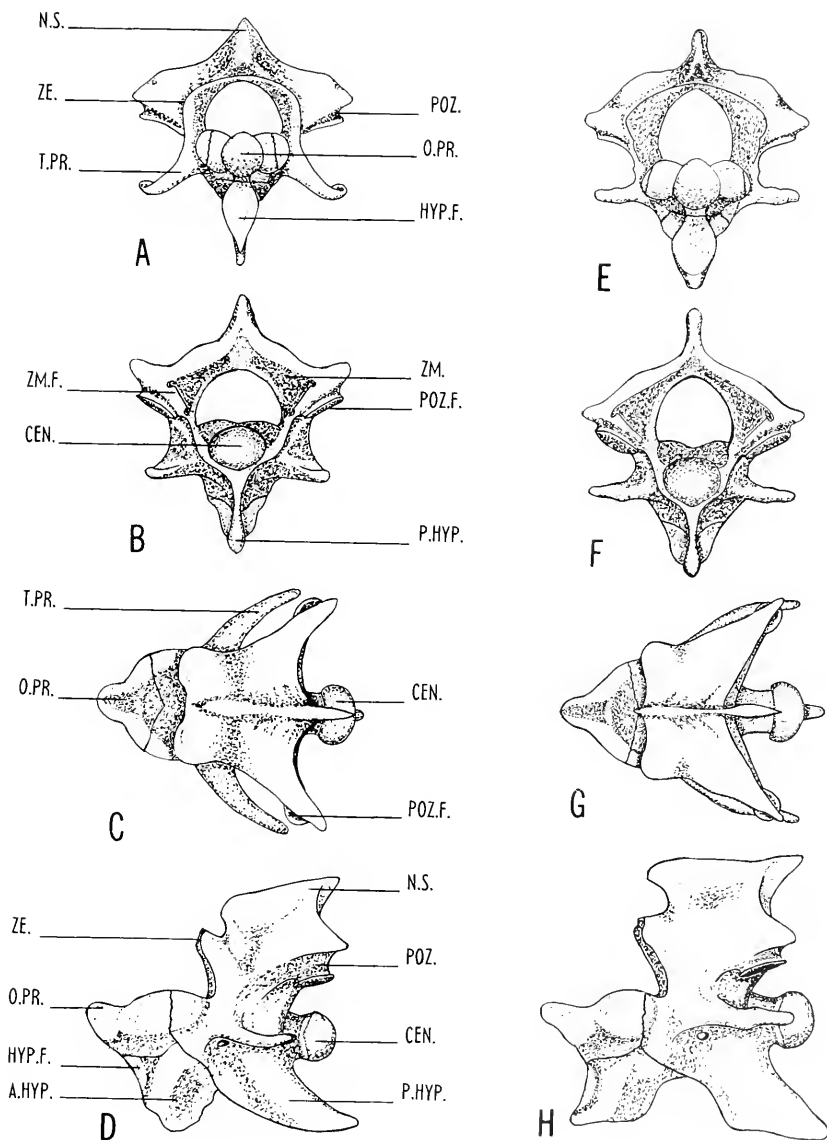 N.S.
ZE.
POZ.
O.PR.
T.PR.
HYP.F.
A
E
ZM.F.
ZM.
POZ.F.
CEN.
P.HYP.
B
F
T.PR.
O.PR.
CEN.
POZ.F.
C
G
N.S.
ZE.
POZ.
O.PR.
CEN.
HYP.F.
A.HYP.
P.HYP.
D
H